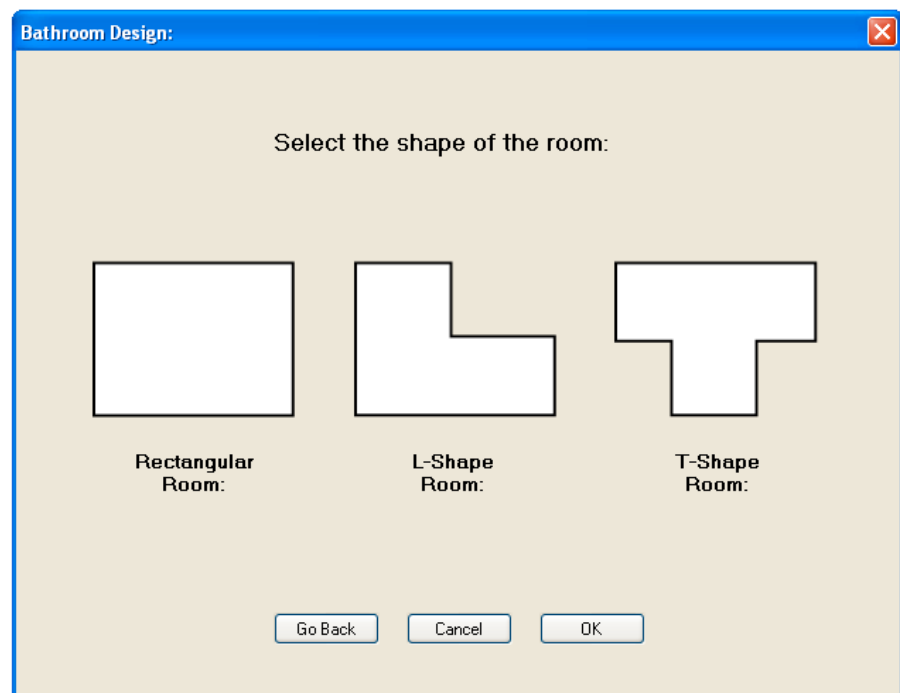 Bathroom Design:
Select the shape of the room:
Rectangular
Room:
L-Shape
Room:
T-Shape
Room:
Go Back
Cancel
OK